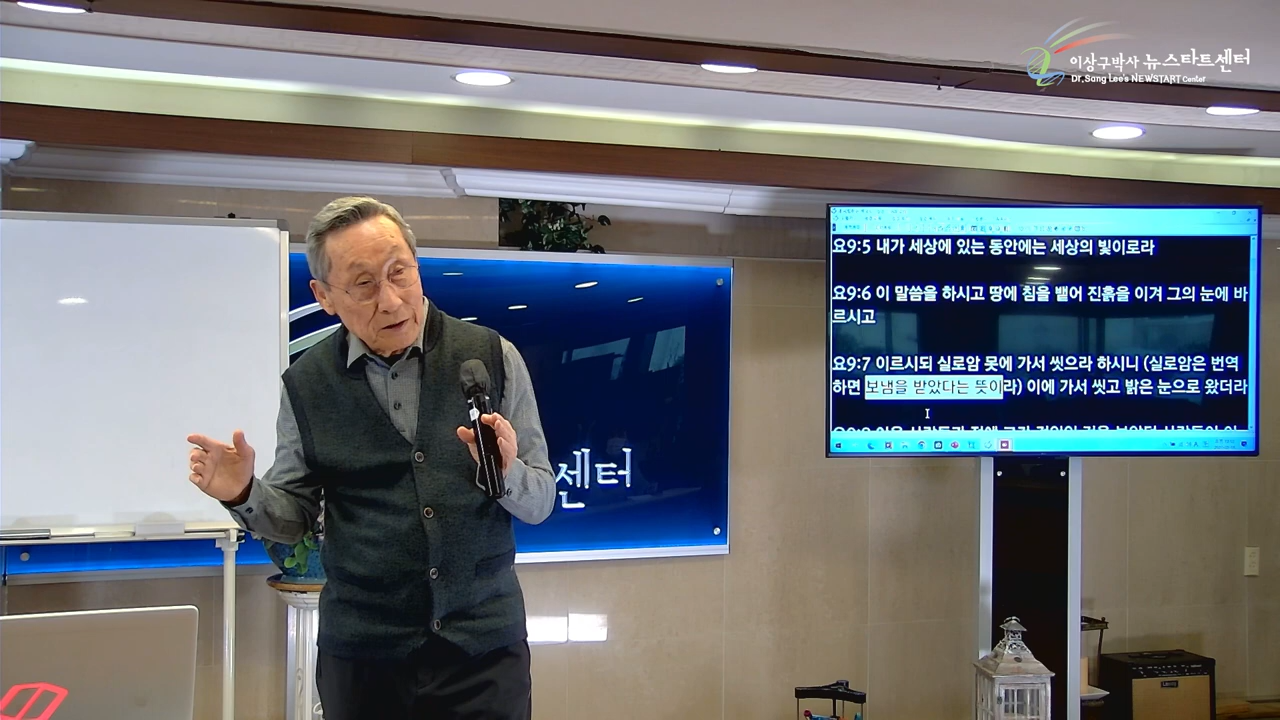 이상구박사 뉴스타트센터
Dr.Sang Lee's NEWSTART Center
요9:5 내가 세상에 있는 동안에는 세상의 빛이로라
요9:6 이 말씀을 하시고 땅에 침을 뱉어 진흙을 이겨 그의 눈에 바
르시고
요9:7 이르시되 실로암 못에 가서 씻으라 하시니 (실로암은 번역
하면 보냄을 받았다는 뜻이라) 이에 가서 씻고 밝은 눈으로 왔더라
센터